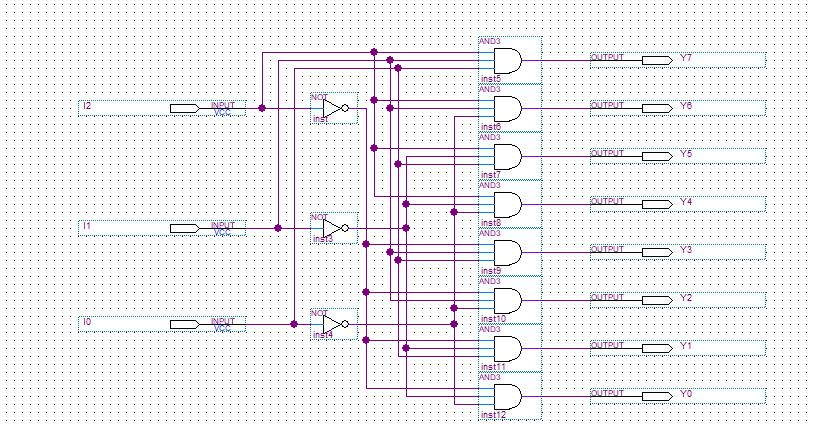 AND3
OUTPUT Y7
inst5
AND3
I2 INPUT VCC
NOT
inst
OUTPUT Y6
inst6
AND3
OUTPUT Y5
inst7
AND3
OUTPUT Y4
inst8
I1 INPUT VCC
NOT
inst3
AND3
OUTPUT Y3
inst9
AND3
OUTPUT Y2
inst10
I0 INPUT VCC
NOT
inst4
AND3
OUTPUT Y1
inst11
AND3
OUTPUT Y0
inst12